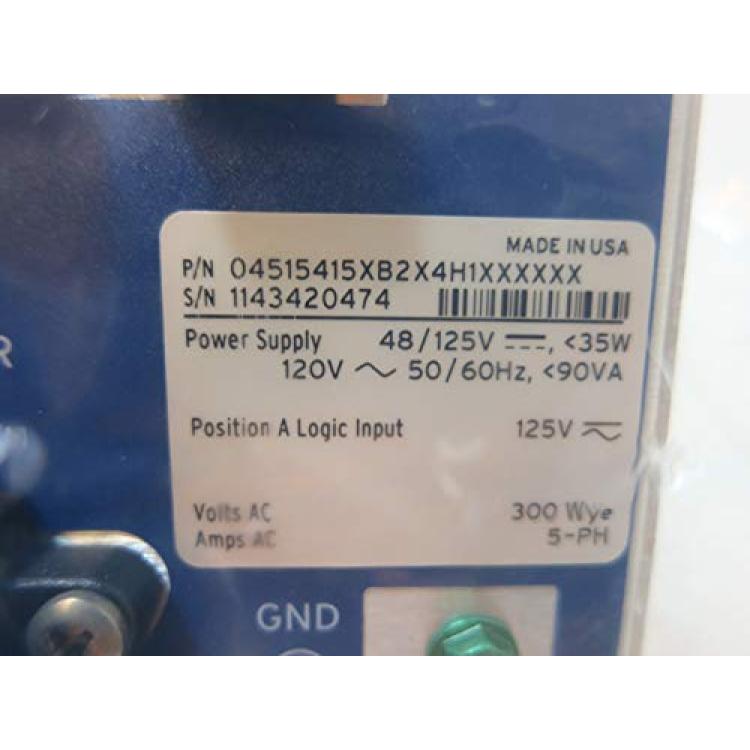 MADE IN USA
P/N 04515415XB2X4H1XXXXXX
S/N 1143420474
Power Supply 48/125V ⎓, <35W
120V ∼ 50/60Hz, <90VA
R
Position A Logic Input 125V ⎓∼
Volts AC 300 Wye
Amps AC 5-PH
GND